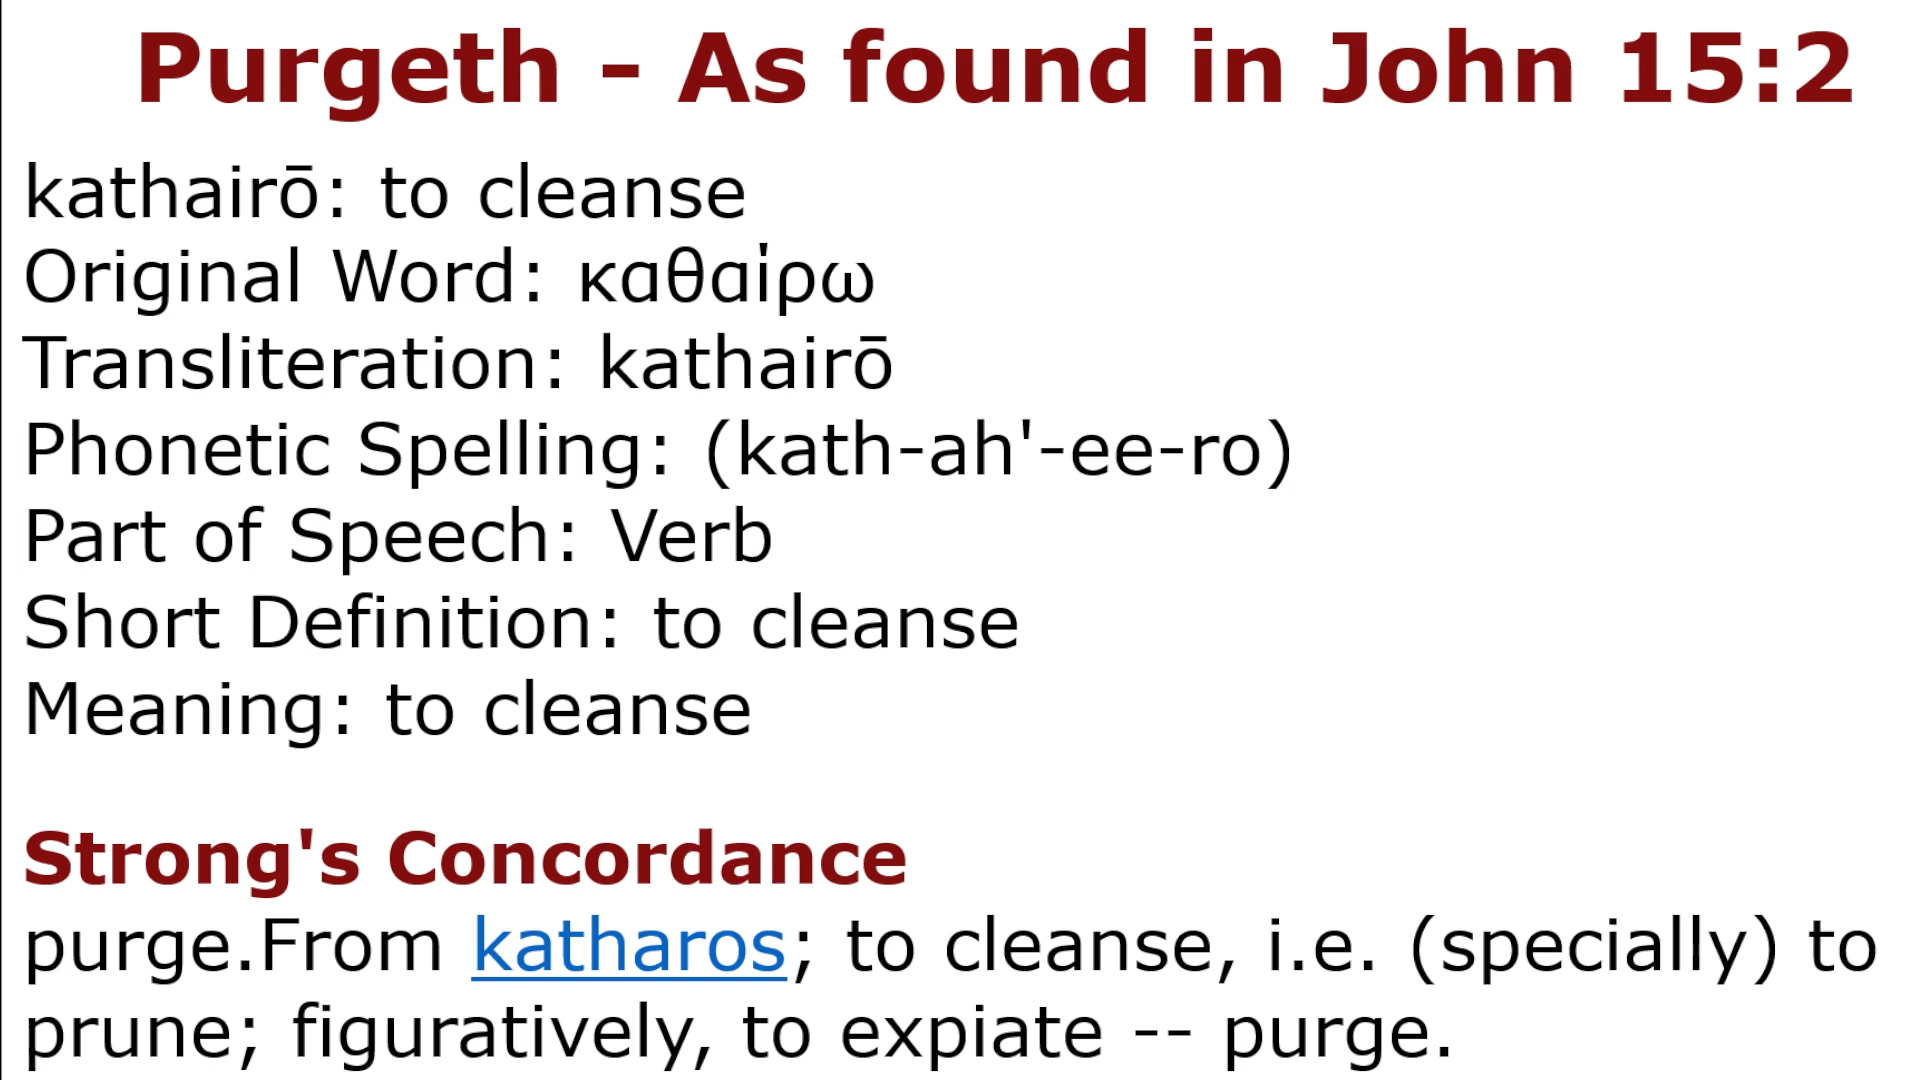 Purgeth - As found in John 15:2
kathairō: to cleanse
Original Word: καθαίρω
Transliteration: kathairō
Phonetic Spelling: (kath-ah'-ee-ro)
Part of Speech: Verb
Short Definition: to cleanse
Meaning: to cleanse
Strong's Concordance
purge.From katharos; to cleanse, i.e. (specially) to
prune; figuratively, to expiate -- purge.